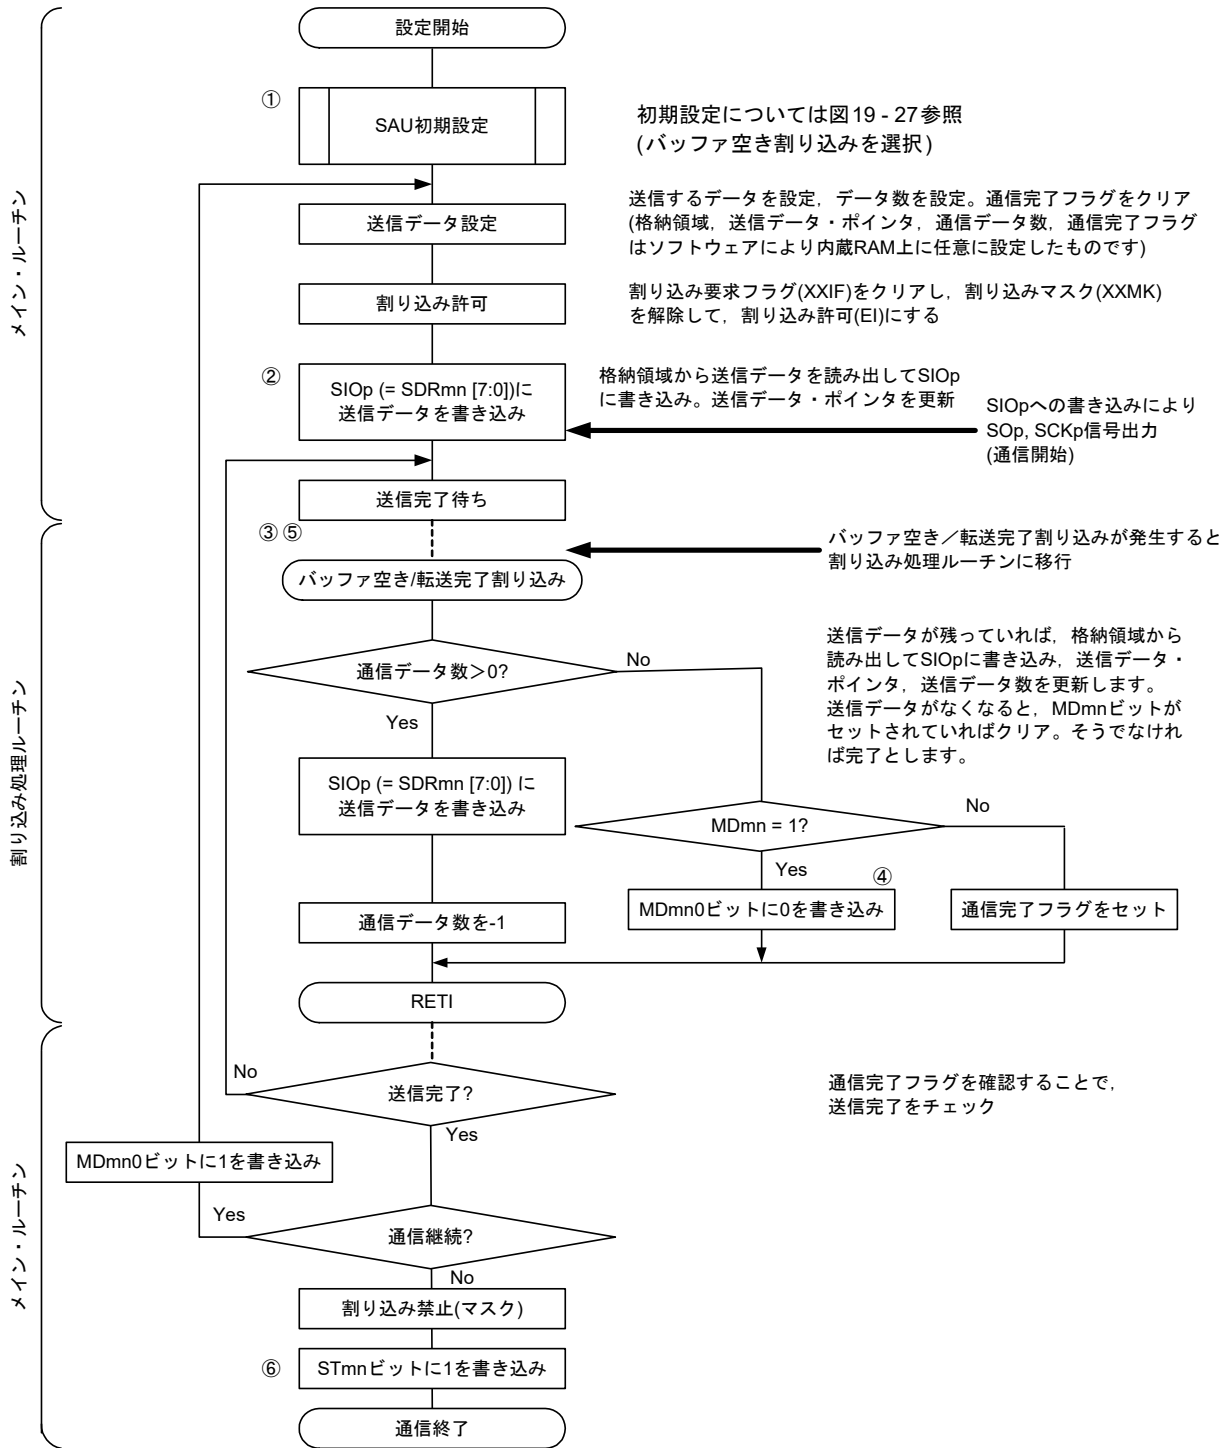 設定開始
①
SAU初期設定
初期設定については図19 - 27参照
(バッファ空き割り込みを選択)
メイン・ルーチン
送信データ設定
送信するデータを設定，データ数を設定。通信完了フラグをクリア
(格納領域，送信データ・ポインタ，通信データ数，通信完了フラグ
はソフトウェアにより内蔵RAM上に任意に設定したものです)
割り込み許可
割り込み要求フラグ(XXIF)をクリアし，割り込みマスク(XXMK)
を解除して，割り込み許可(EI)にする
②
SIOp (= SDRmn [7:0])に
送信データを書き込み
格納領域から送信データを読み出してSIOp
に書き込み。送信データ・ポインタを更新
SIOpへの書き込みにより
SOp, SCKp信号出力
(通信開始)
送信完了待ち
③ ⑤
バッファ空き／転送完了割り込みが発生すると
割り込み処理ルーチンに移行
バッファ空き/転送完了割り込み
割り込み処理ルーチン
通信データ数＞0?
No
Yes
送信データが残っていれば，格納領域から
読み出してSIOpに書き込み，送信データ・
ポインタ，送信データ数を更新します。
送信データがなくなると，MDmnビットが
セットされていればクリア。そうでなけれ
ば完了とします。
SIOp (= SDRmn [7:0]) に
送信データを書き込み
MDmn = 1?
No
Yes
④
通信データ数を-1
MDmn0ビットに0を書き込み
通信完了フラグをセット
RETI
メイン・ルーチン
No
送信完了?
Yes
通信完了フラグを確認することで，
送信完了をチェック
MDmn0ビットに1を書き込み
Yes
通信継続?
No
割り込み禁止(マスク)
⑥
STmnビットに1を書き込み
通信終了